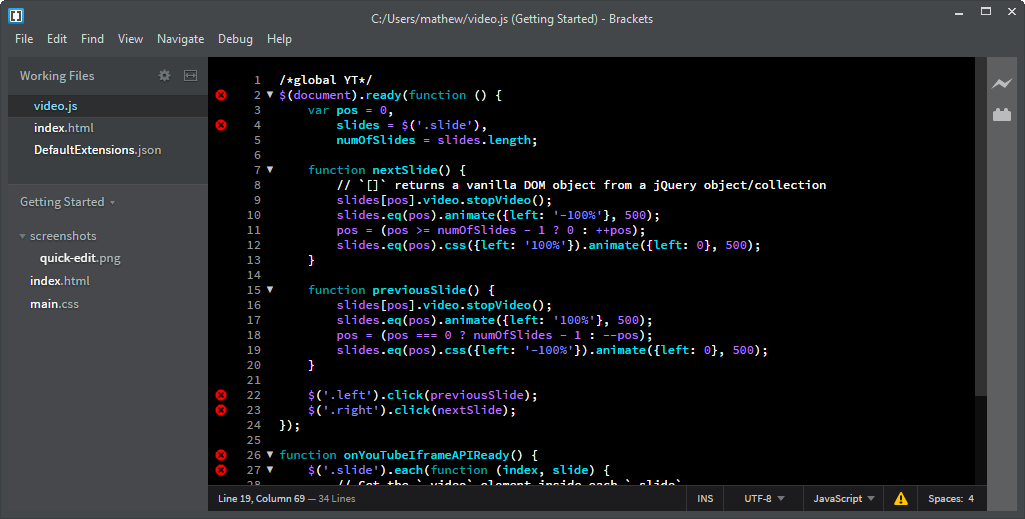 C:/Users/mathew/video.js (Getting Started) - Brackets
File Edit Find View Navigate Debug Help
Working Files
video.js
index.html
DefaultExtensions.json
Getting Started
screenshots
quick-edit.png
index.html
main.css
1 /*global YT*/
2 $(document).ready(function () {
3 var pos = 0,
4 slides = $('.slide'),
5 numOfSlides = slides.length;
6
7 function nextSlide() {
8 // `[]` returns a vanilla DOM object from a jQuery object/collection
9 slides[pos].video.stopVideo();
10 slides.eq(pos).animate({left: '-100%'}, 500);
11 pos = (pos >= numOfSlides - 1 ? 0 : ++pos);
12 slides.eq(pos).css({left: '100%'}).animate({left: 0}, 500);
13 }
14
15 function previousSlide() {
16 slides[pos].video.stopVideo();
17 slides.eq(pos).animate({left: '100%'}, 500);
18 pos = (pos === 0 ? numOfSlides - 1 : --pos);
19 slides.eq(pos).css({left: '-100%'}).animate({left: 0}, 500);
20 }
21
22 $('.left').click(previousSlide);
23 $('.right').click(nextSlide);
24 });
25
26 function onYouTubeIframeAPIReady() {
27 $('.slide').each(function (index, slide) {
28 // Get the `.video` element inside each `.slide`
Line 19, Column 69 — 34 Lines
INS UTF-8 JavaScript Spaces: 4